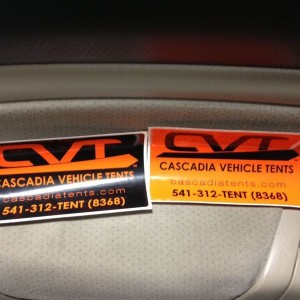 CVT
CASCADIA VEHICLE TENTS
cascadiatents.com
541-312-TENT (8368)
CVT
CASCADIA VEHICLE TENTS
cascadiatents.com
541-312-TENT (8368)